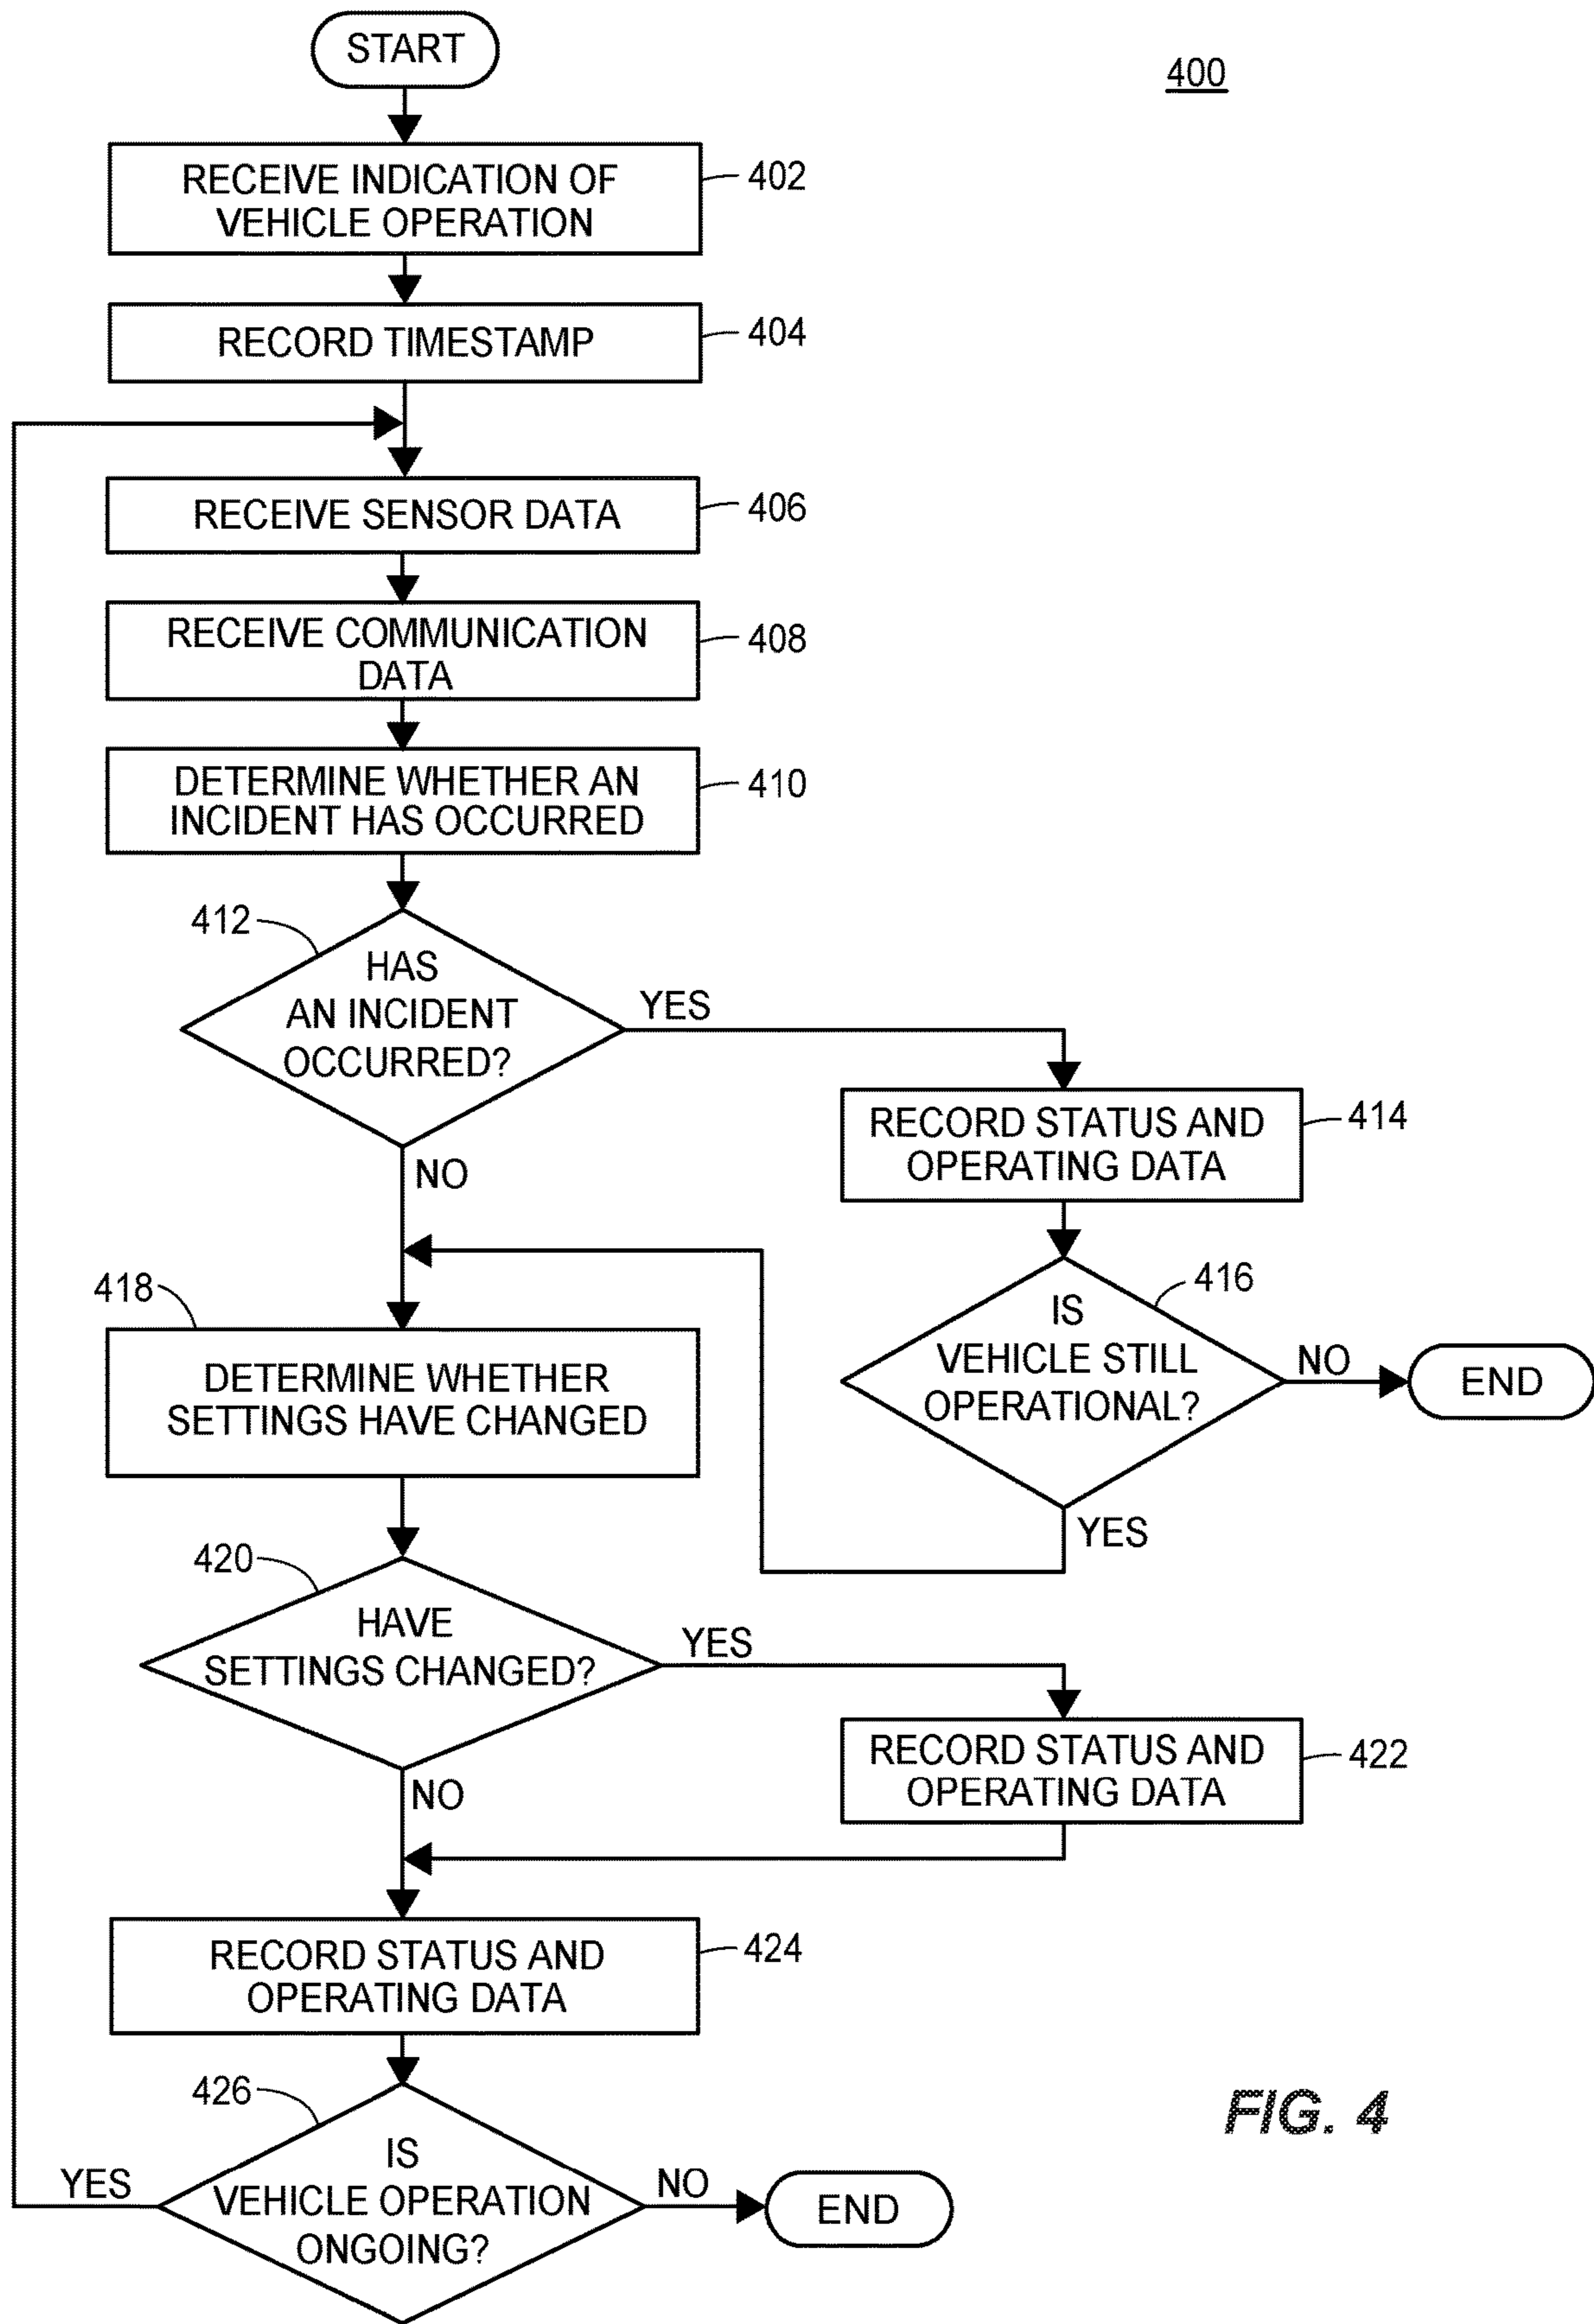 START
400
RECEIVE INDICATION OF
VEHICLE OPERATION
402
RECORD TIMESTAMP
404
RECEIVE SENSOR DATA
406
RECEIVE COMMUNICATION
DATA
408
DETERMINE WHETHER AN
INCIDENT HAS OCCURRED
410
412
HAS
AN INCIDENT
OCCURRED?
YES
NO
RECORD STATUS AND
OPERATING DATA
414
IS
VEHICLE STILL
OPERATIONAL?
416
NO
END
YES
418
DETERMINE WHETHER
SETTINGS HAVE CHANGED
420
HAVE
SETTINGS CHANGED?
YES
NO
RECORD STATUS AND
OPERATING DATA
422
RECORD STATUS AND
OPERATING DATA
424
426
IS
VEHICLE OPERATION
ONGOING?
YES
NO
END
FIG. 4